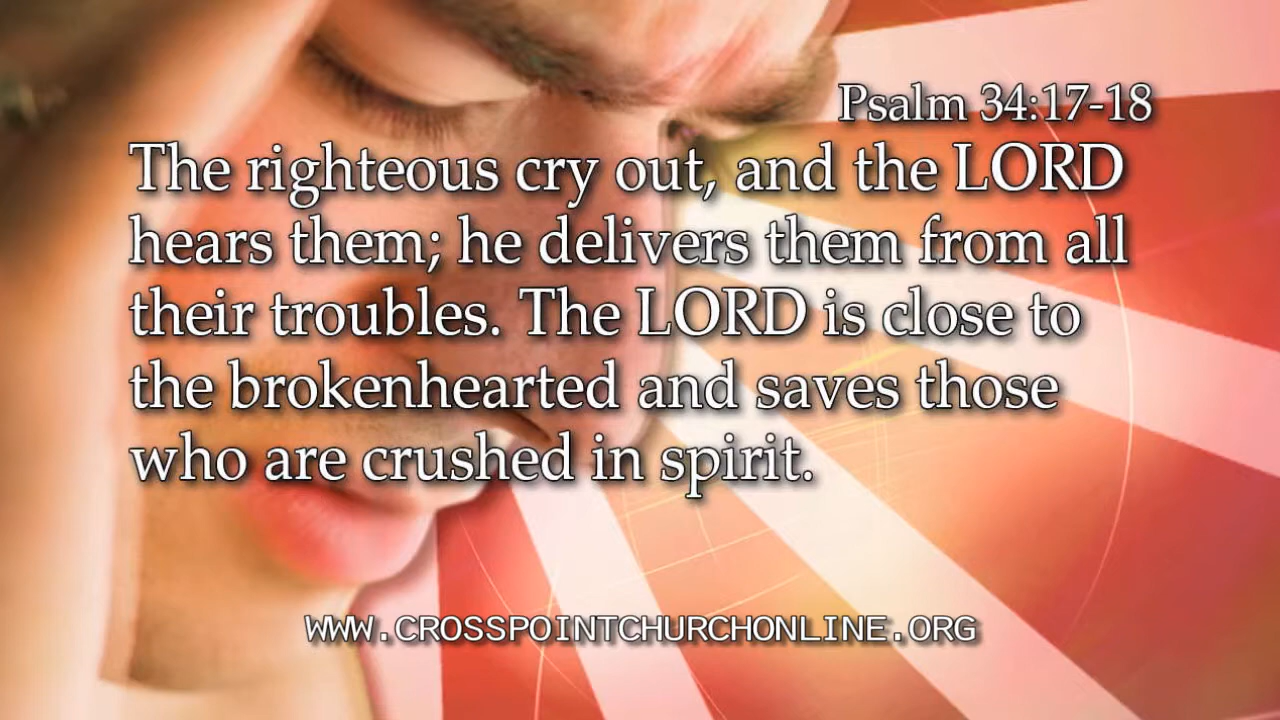 Psalm 34:17-18
The righteous cry out, and the LORD
hears them; he delivers them from all
their troubles. The LORD is close to
the brokenhearted and saves those
who are crushed in spirit.
WWW.CROSSPOINTCHURCHONLINE.ORG